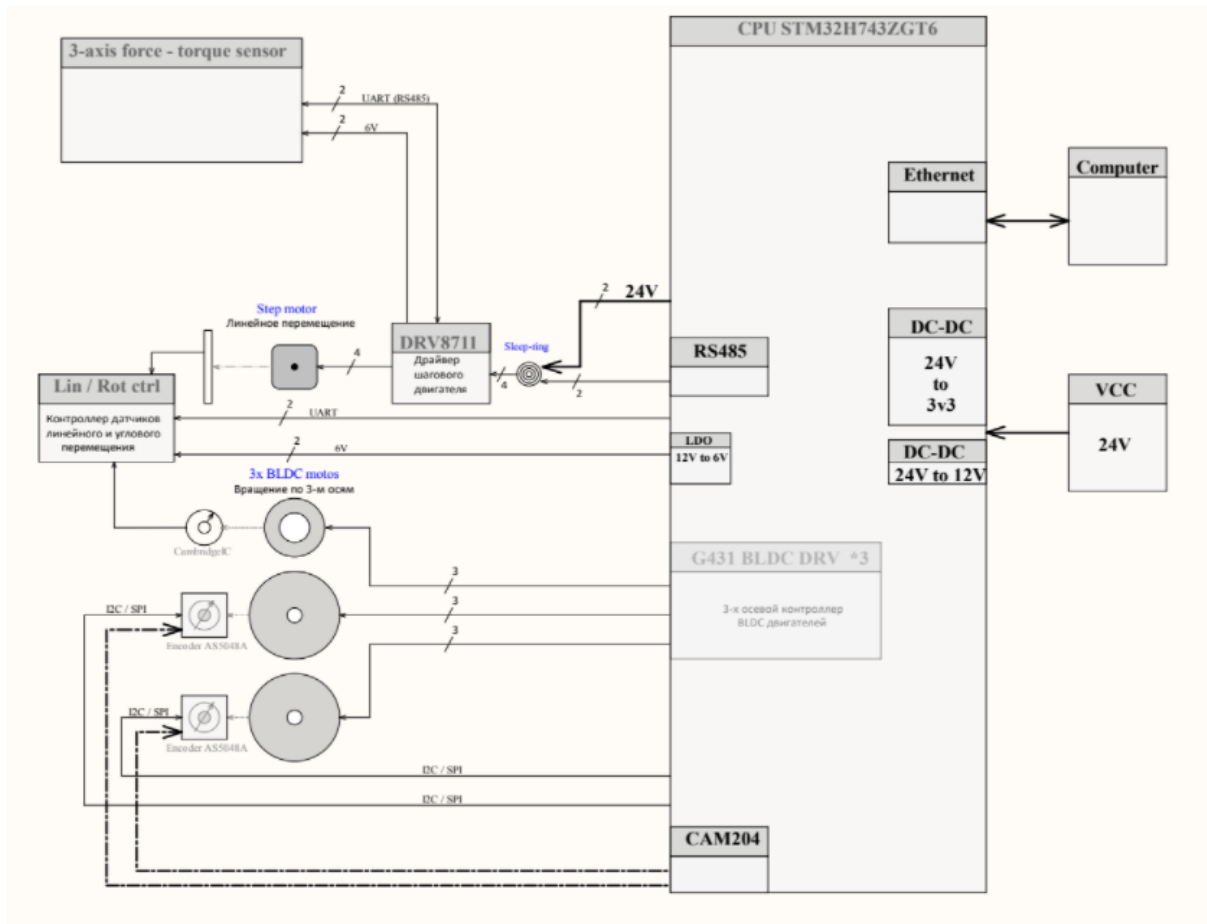 CPU STM32H743ZGT6
3-axis force - torque sensor
2
UART (RS485)
2
6V
Ethernet
Computer
2
24V
Step motor
Линейное перемещение
DRV8711
Драйвер
шагового
двигателя
Sleep-ring
4
4
2
RS485
DC-DC
24V
to
3v3
VCC
24V
Lin / Rot ctrl
Контроллер датчиков
линейного и углового
перемещения
2
UART
2
6V
LDO
12V to 6V
DC-DC
24V to 12V
3x BLDC motos
Вращение по 3-м осям
CambridgeIC
G431 BLDC DRV *3
3-х осевой контроллер
BLDC двигателей
3
3
3
I2C / SPI
Encoder AS5048A
I2C / SPI
Encoder AS5048A
I2C / SPI
I2C / SPI
CAM204